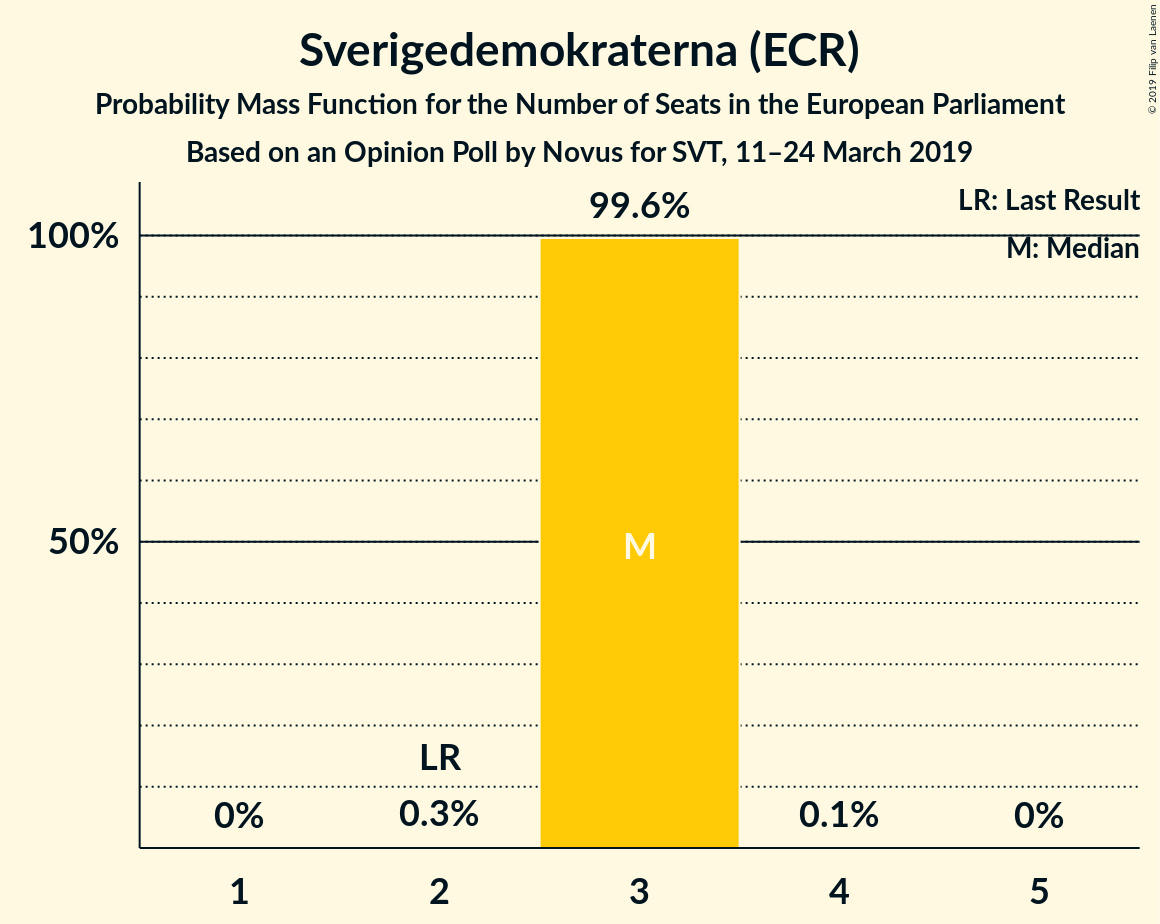 Sverigedemokraterna (ECR)
Probability Mass Function for the Number of Seats in the European Parliament
Based on an Opinion Poll by Novus for SVT, 11–24 March 2019
© 2019 Filip van Laenen
99.6%
LR: Last Result
100%
M: Median
50%
M
LR
0%
0.3%
0.1%
0%
1
2
3
4
5